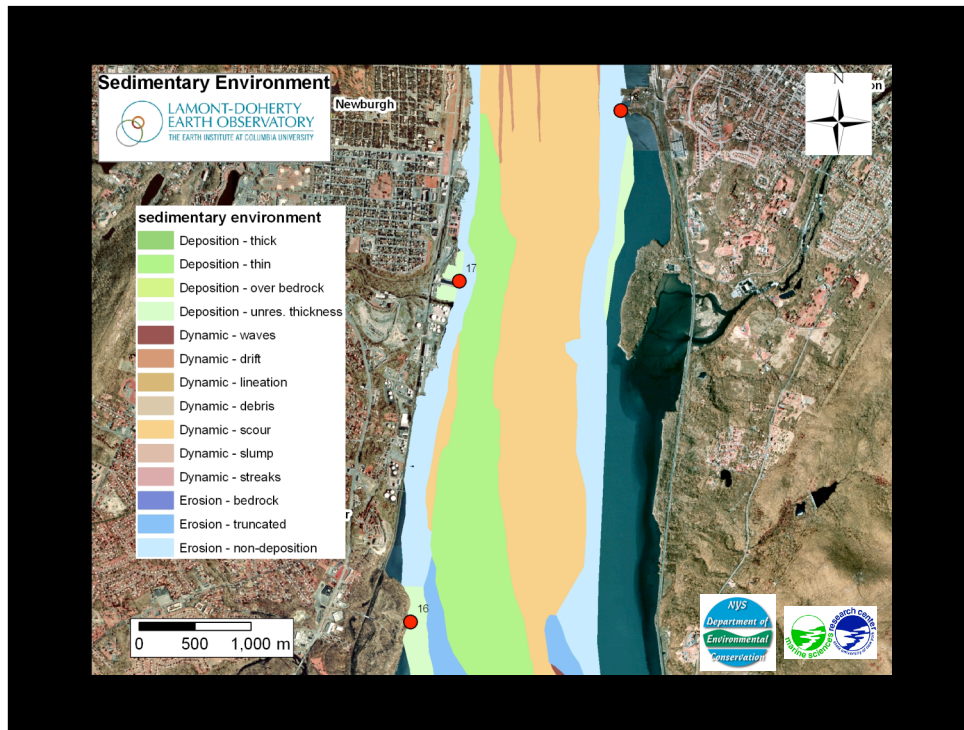 Sedimentary Environment
LAMONT-DOHERTY
EARTH OBSERVATORY
THE EARTH INSTITUTE AT COLUMBIA UNIVERSITY
Newburgh
N
on
sedimentary environment
Deposition - thick
Deposition - thin
Deposition - over bedrock
Deposition - unres. thickness
Dynamic - waves
Dynamic - drift
Dynamic - lineation
Dynamic - debris
Dynamic - scour
Dynamic - slump
Dynamic - streaks
Erosion - bedrock
Erosion - truncated
Erosion - non-deposition
17
r
16
0 500 1,000 m
NYS
Department of
Environmental
Conservation
marine sciences
research center